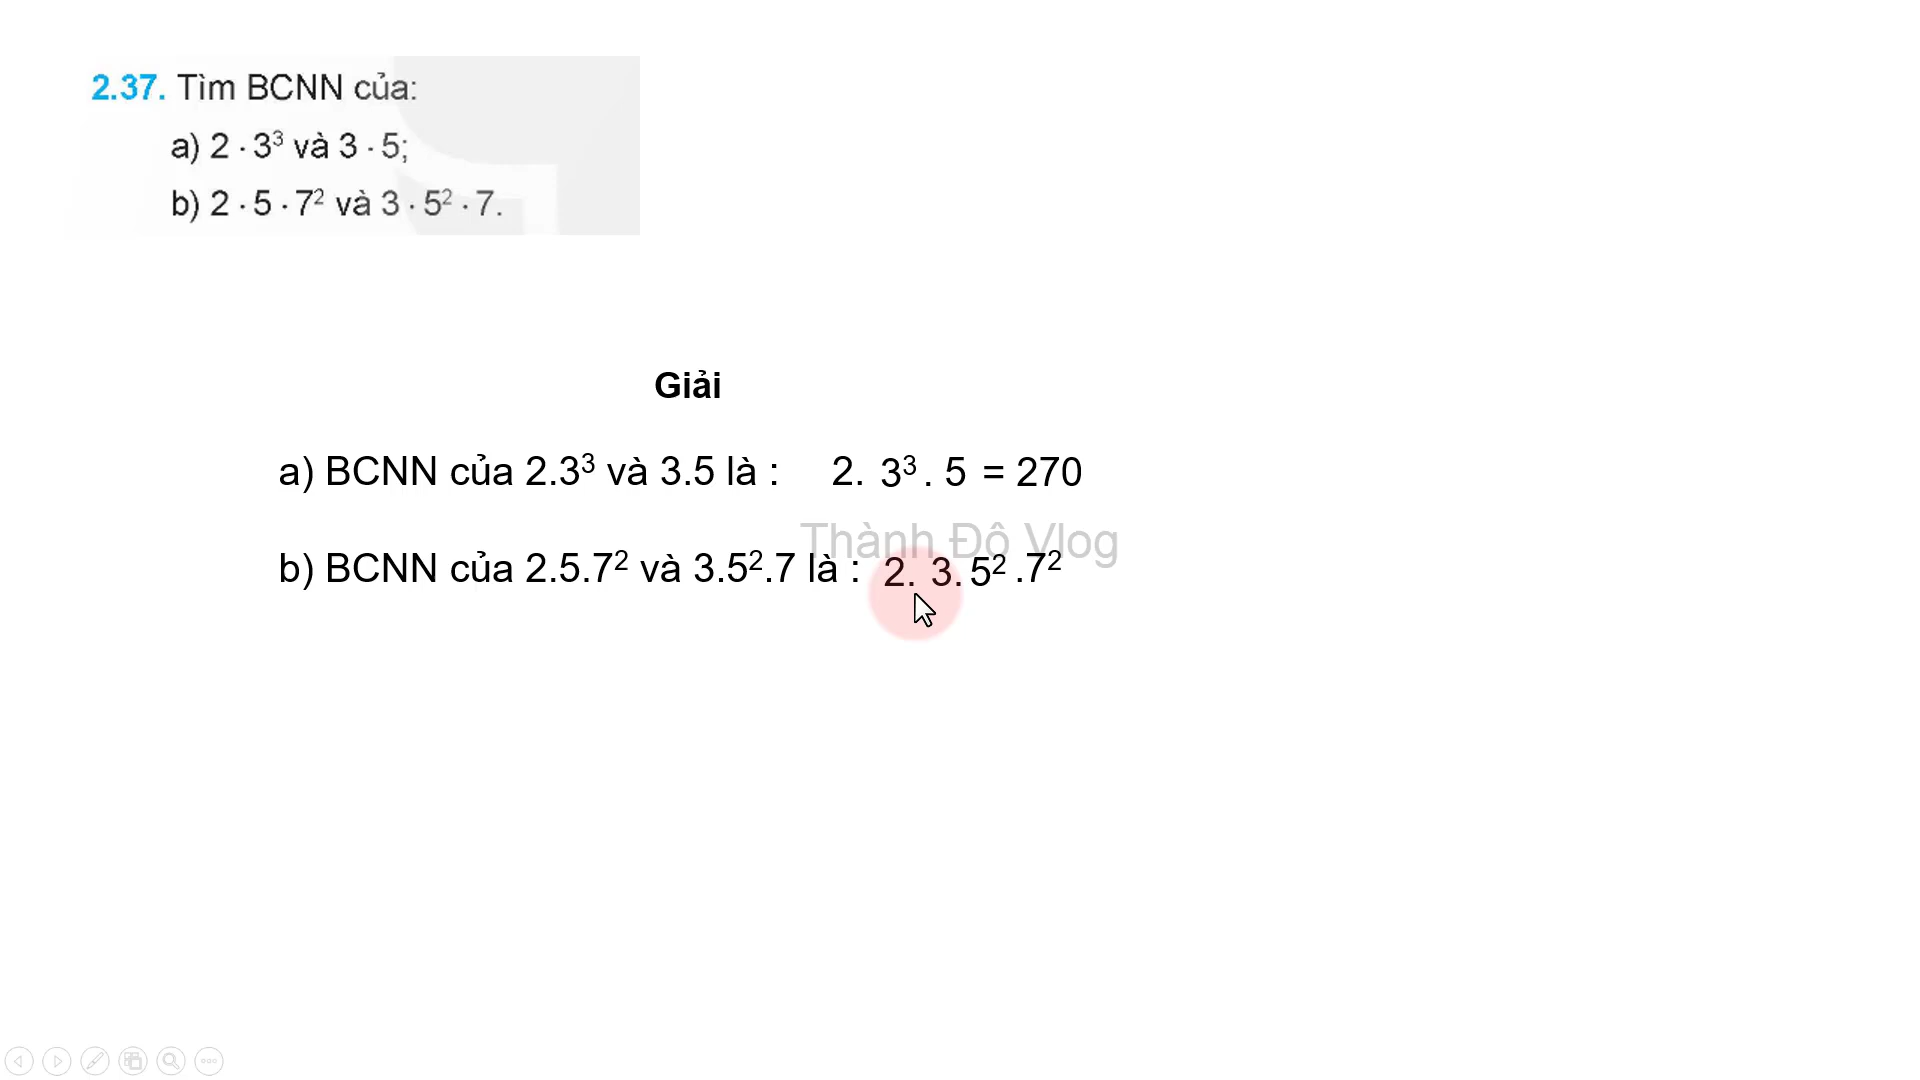 2.37. Tìm BCNN của:
a) 2 · 3³ và 3 · 5;
b) 2 · 5 · 7² và 3 · 5² · 7.
Giải
a) BCNN của 2.3³ và 3.5 là : 2. 3³ . 5 = 270
Thành Đô Vlog
b) BCNN của 2.5.7² và 3.5².7 là : 2. 3. 5² .7²